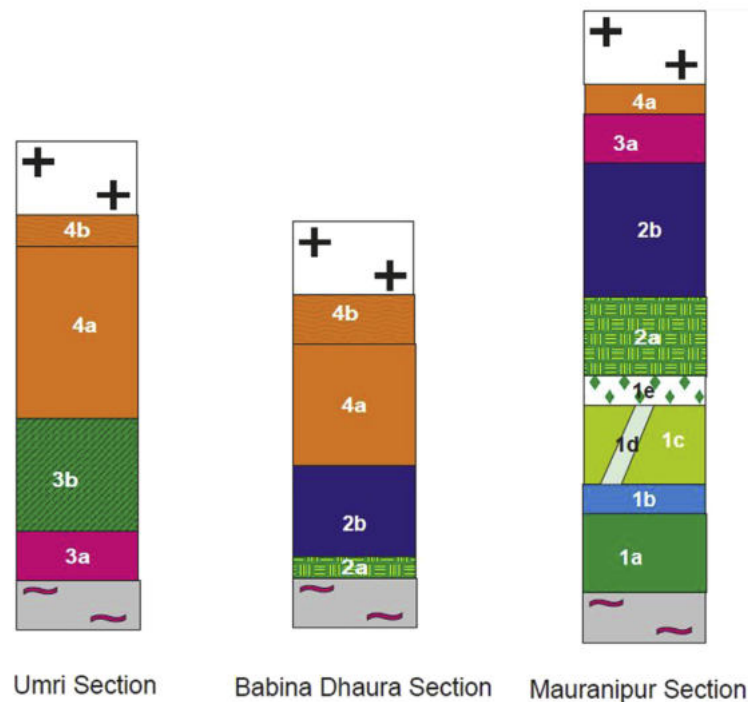 4b
4a
3b
3a
Umri Section
4b
4a
2b
2a
Babina Dhaura Section
4a
3a
2b
2a
1e
1d
1c
1b
1a
Mauranipur Section